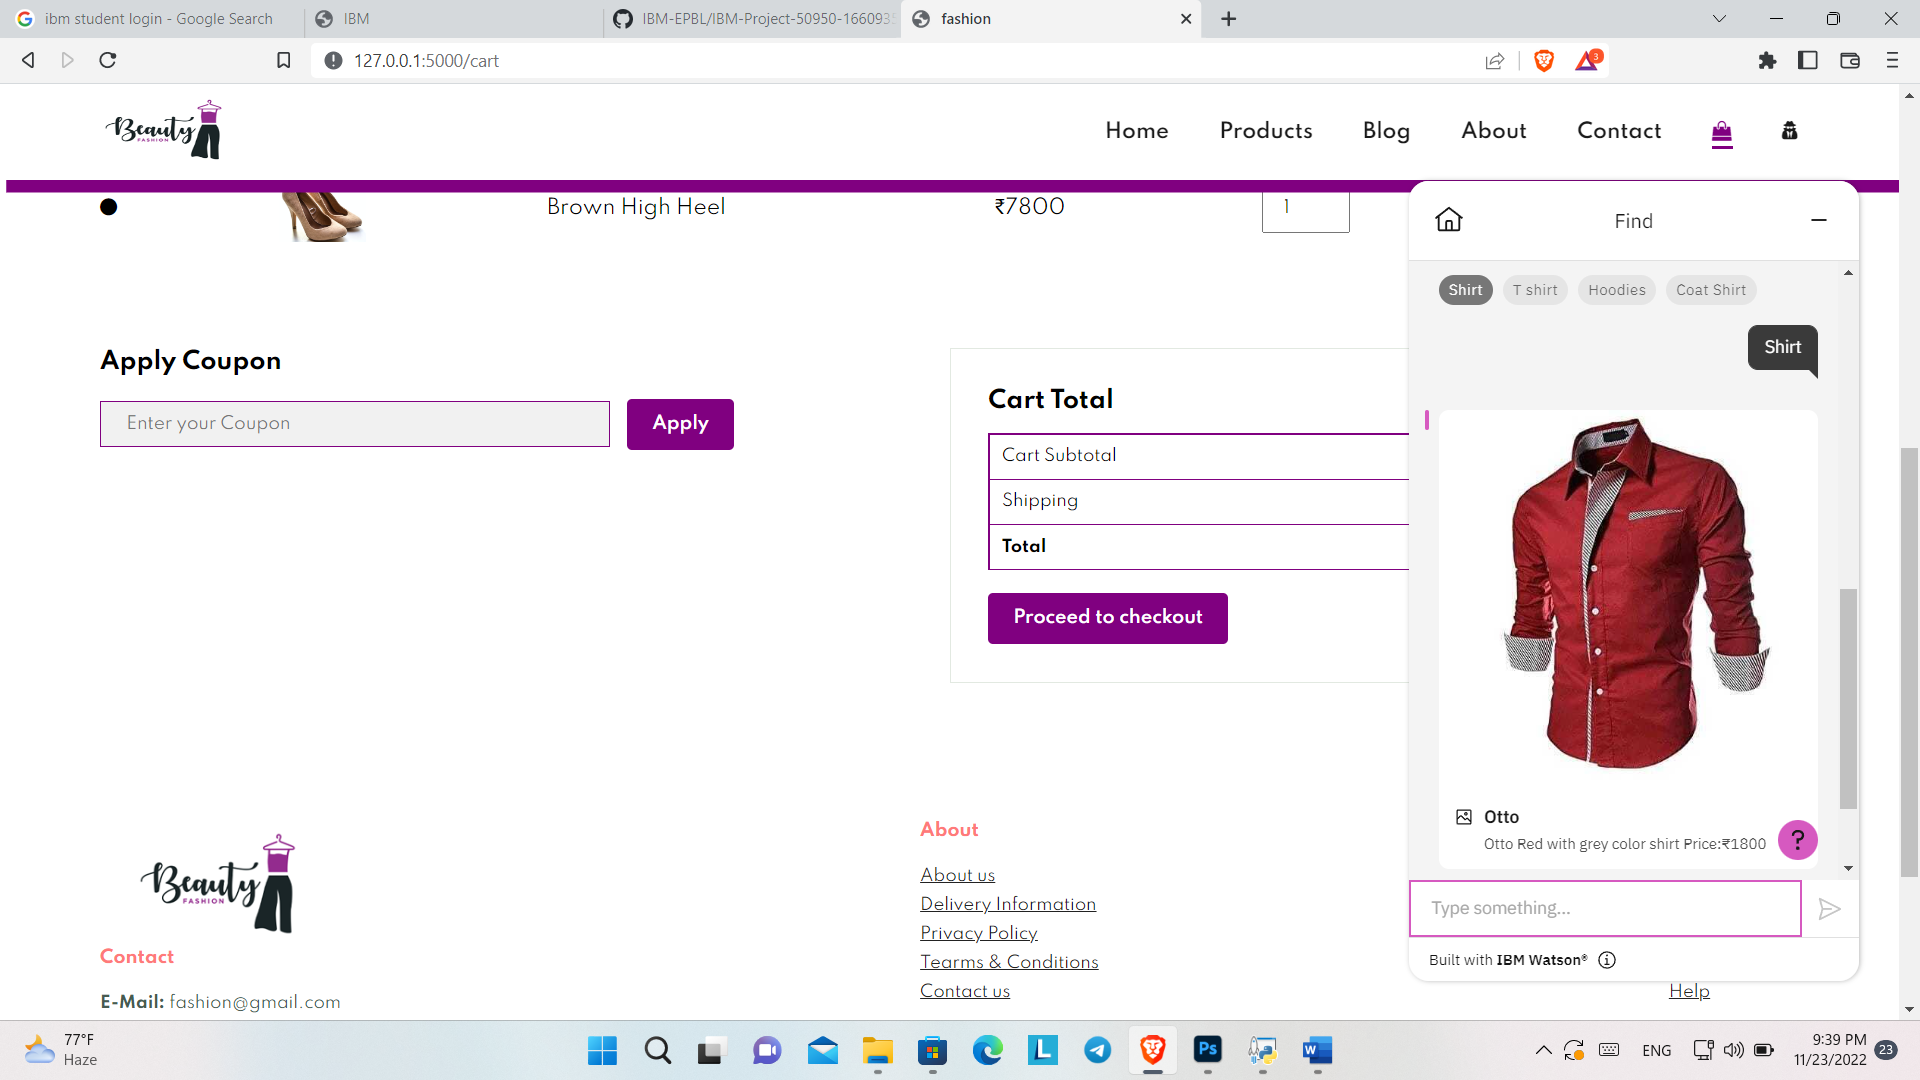 ibm student login - Google Search
IBM
IBM-EPBL/IBM-Project-50950-166093
fashion
127.0.0.1:5000/cart
3
Beauty
FASHION
Home
Products
Blog
About
Contact
Brown High Heel
₹7800
1
Apply Coupon
Enter your Coupon
Apply
Cart Total
Cart Subtotal
Shipping
Total
Proceed to checkout
Find
Shirt
T shirt
Hoodies
Coat Shirt
Shirt
Otto
Otto Red with grey color shirt Price:₹1800
?
Type something...
Built with IBM Watson®
Beauty
FASHION
Contact
E-Mail: fashion@gmail.com
About
About us
Delivery Information
Privacy Policy
Tearms & Conditions
Contact us
Help
77°F
Haze
L
Ps
W
ENG
9:39 PM
11/23/2022
23